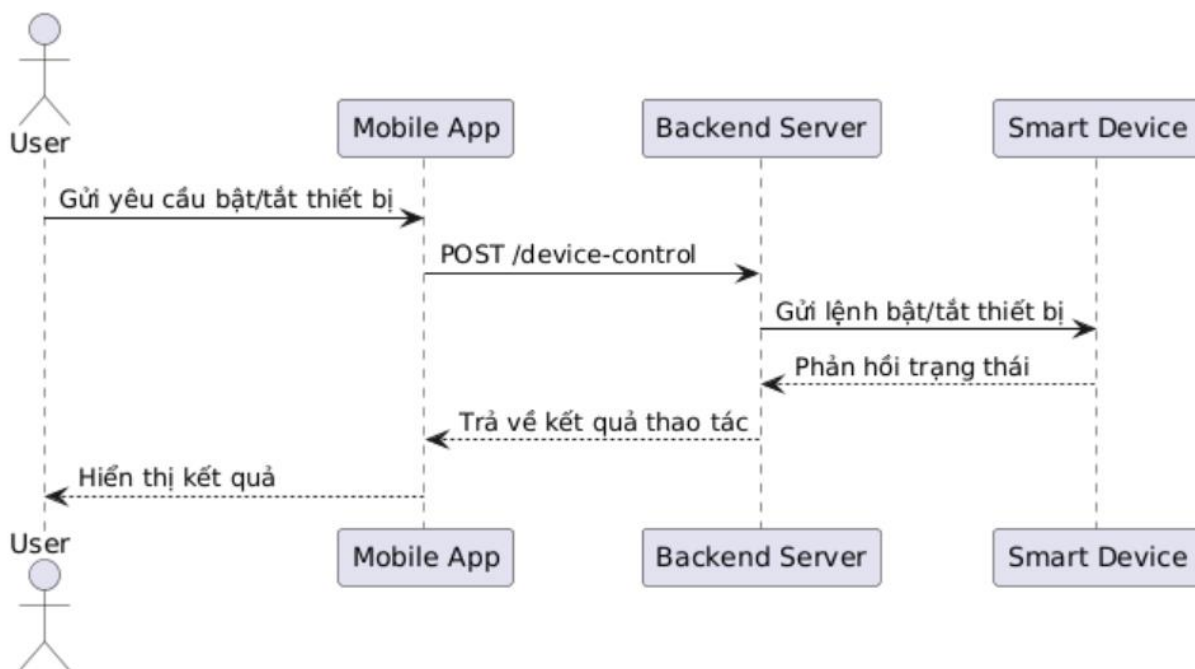 User
Mobile App
Backend Server
Smart Device
Gửi yêu cầu bật/tắt thiết bị
POST /device-control
Gửi lệnh bật/tắt thiết bị
Phản hồi trạng thái
Trả về kết quả thao tác
Hiển thị kết quả
User
Mobile App
Backend Server
Smart Device